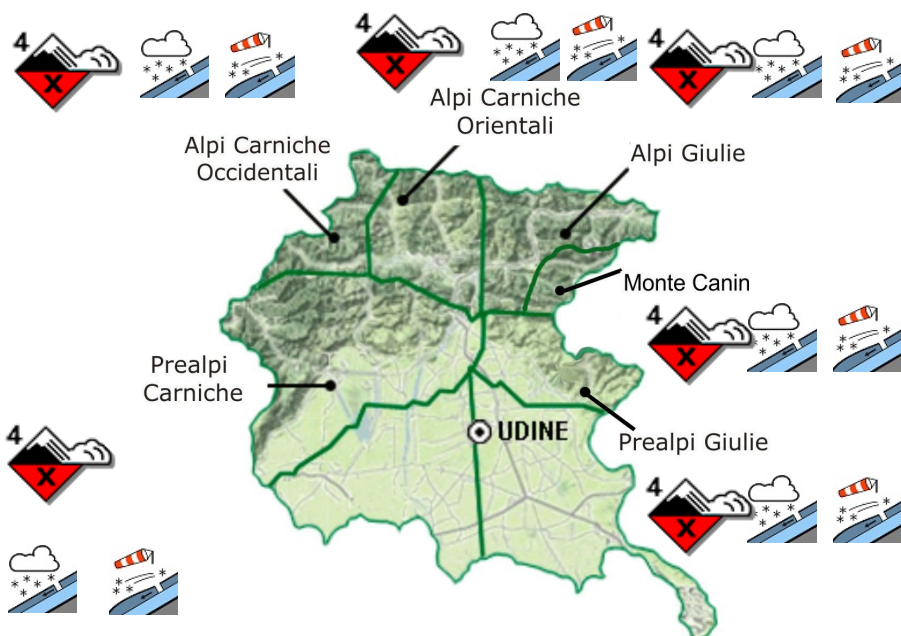 4
X
4
X
4
X
Alpi Carniche
Orientali
Alpi Carniche
Occidentali
Alpi Giulie
Monte Canin
4
X
Prealpi
Carniche
4
X
UDINE
Prealpi Giulie
4
X